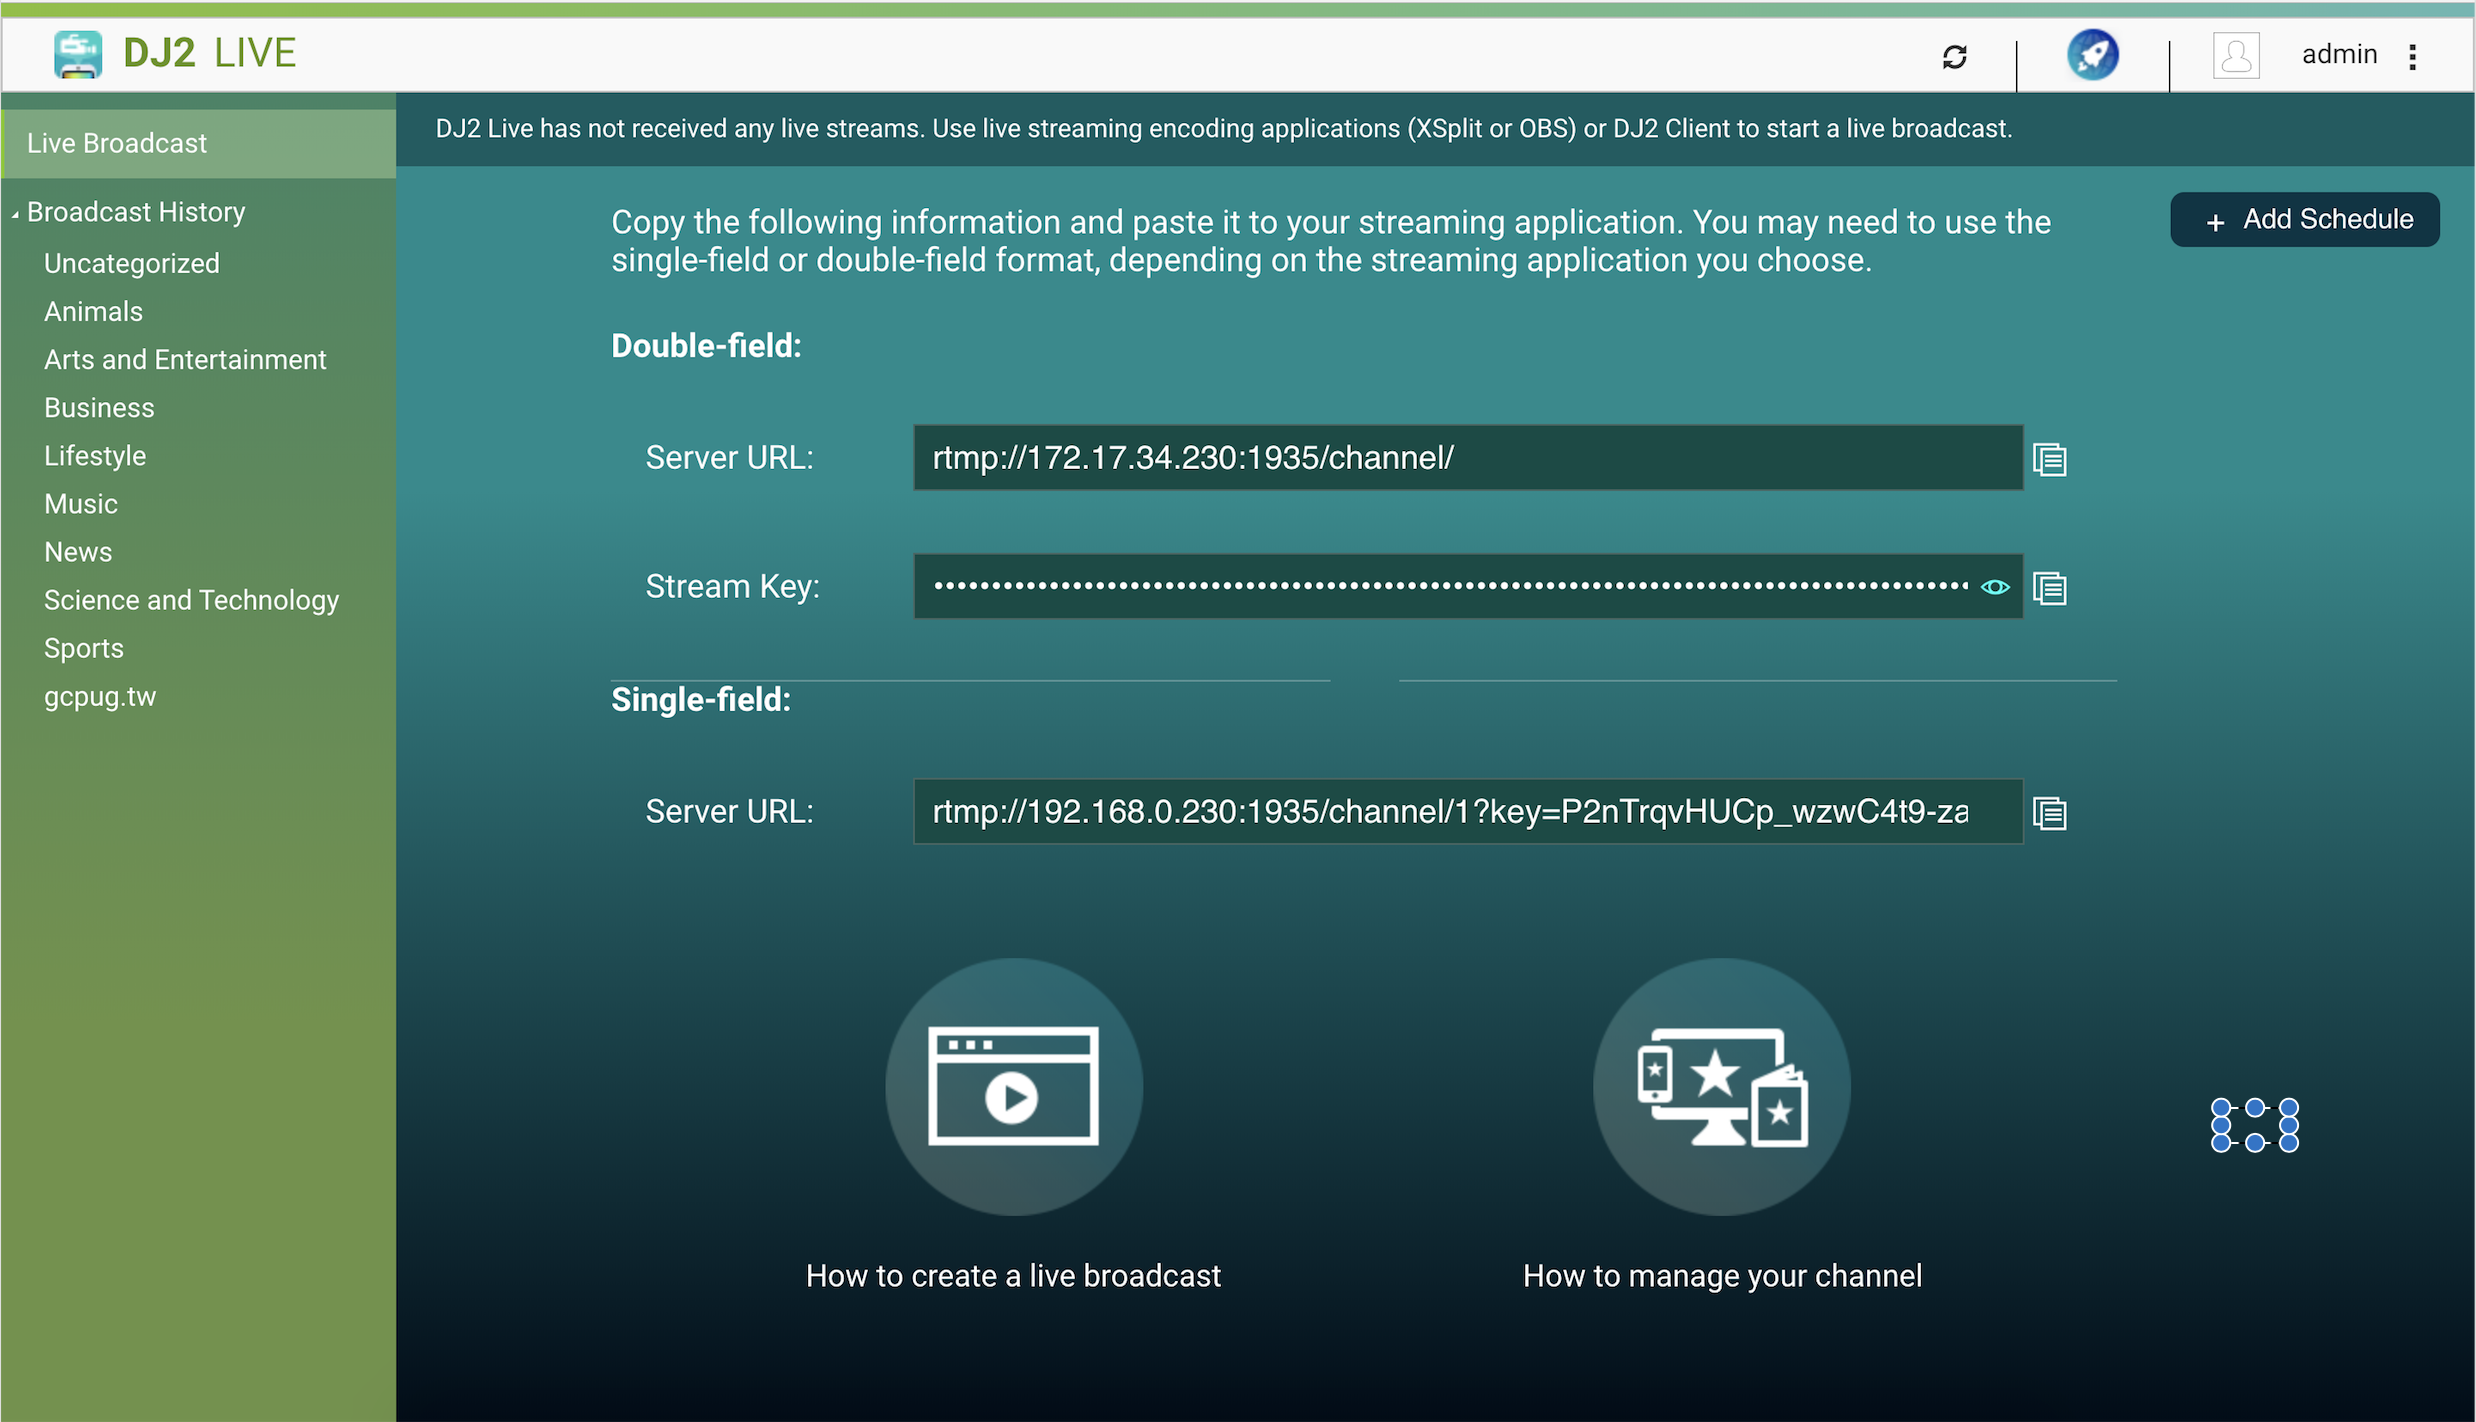 DJ2 LIVE
admin
Live Broadcast
Broadcast History
Uncategorized
Animals
Arts and Entertainment
Business
Lifestyle
Music
News
Science and Technology
Sports
gcpug.tw
DJ2 Live has not received any live streams. Use live streaming encoding applications (XSplit or OBS) or DJ2 Client to start a live broadcast.
Copy the following information and paste it to your streaming application. You may need to use the
single-field or double-field format, depending on the streaming application you choose.
+ Add Schedule
Double-field:
Server URL: rtmp://172.17.34.230:1935/channel/
Stream Key:
Single-field:
Server URL: rtmp://192.168.0.230:1935/channel/1?key=P2nTrqvHUCp_wzwC4t9-za
How to create a live broadcast
How to manage your channel